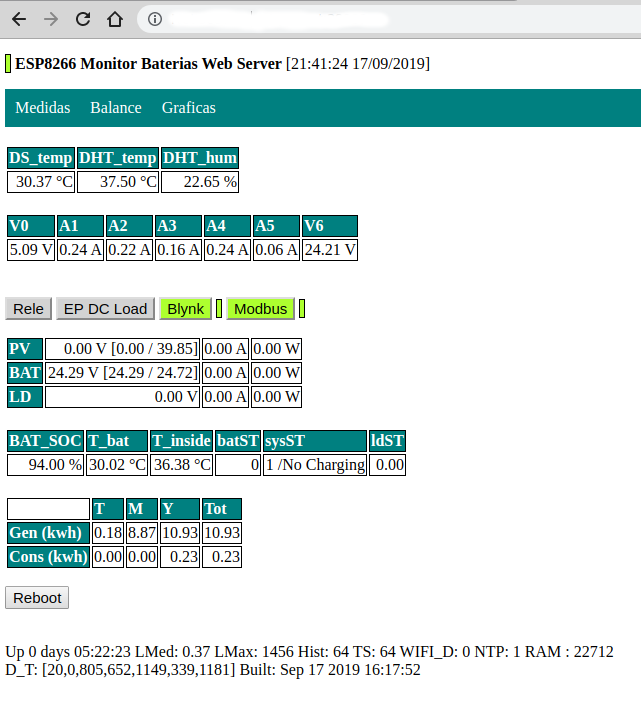 ESP8266 Monitor Baterias Web Server [21:41:24 17/09/2019]
Medidas Balance Graficas
DS_temp DHT_temp DHT_hum
30.37 °C 37.50 °C 22.65 %
V0 A1 A2 A3 A4 A5 V6
5.09 V 0.24 A 0.22 A 0.16 A 0.24 A 0.06 A 24.21 V
Rele EP DC Load Blynk Modbus
PV 0.00 V [0.00 / 39.85] 0.00 A 0.00 W
BAT 24.29 V [24.29 / 24.72] 0.00 A 0.00 W
LD 0.00 V 0.00 A 0.00 W
BAT_SOC T_bat T_inside batST sysST ldST
94.00 % 30.02 °C 36.38 °C 0 1 /No Charging 0.00
T M Y Tot
Gen (kwh) 0.18 8.87 10.93 10.93
Cons (kwh) 0.00 0.00 0.23 0.23
Reboot
Up 0 days 05:22:23 LMed: 0.37 LMax: 1456 Hist: 64 TS: 64 WIFI_D: 0 NTP: 1 RAM : 22712
D_T: [20,0,805,652,1149,339,1181] Built: Sep 17 2019 16:17:52